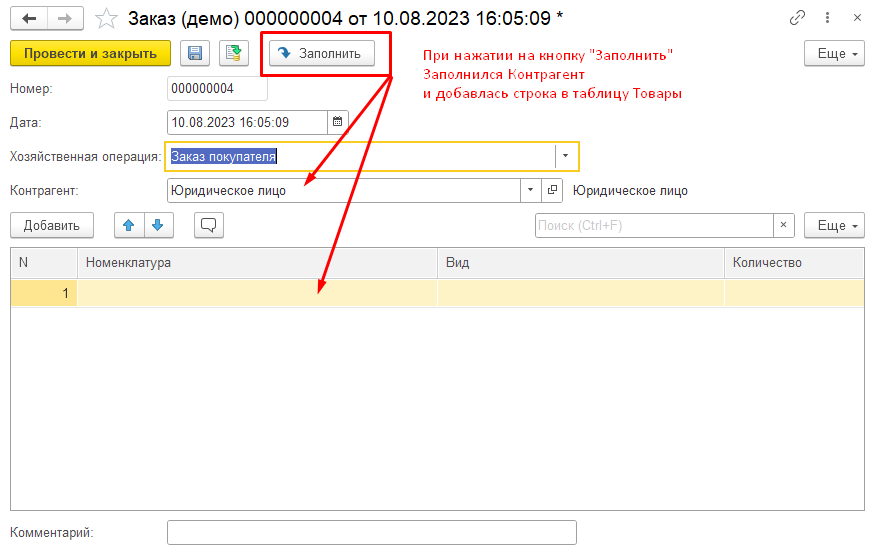 Заказ (демо) 000000004 от 10.08.2023 16:05:09 *
Провести и закрыть
Заполнить
При нажатии на кнопку "Заполнить"
Заполнился Контрагент
и добавлась строка в таблицу Товары
Еще
Номер: 000000004
Дата: 10.08.2023 16:05:09
Хозяйственная операция: Заказ покупателя
Контрагент: Юридическое лицо Юридическое лицо
Добавить Поиск (Ctrl+F) × Еще
N Номенклатура Вид Количество
1
Комментарий: